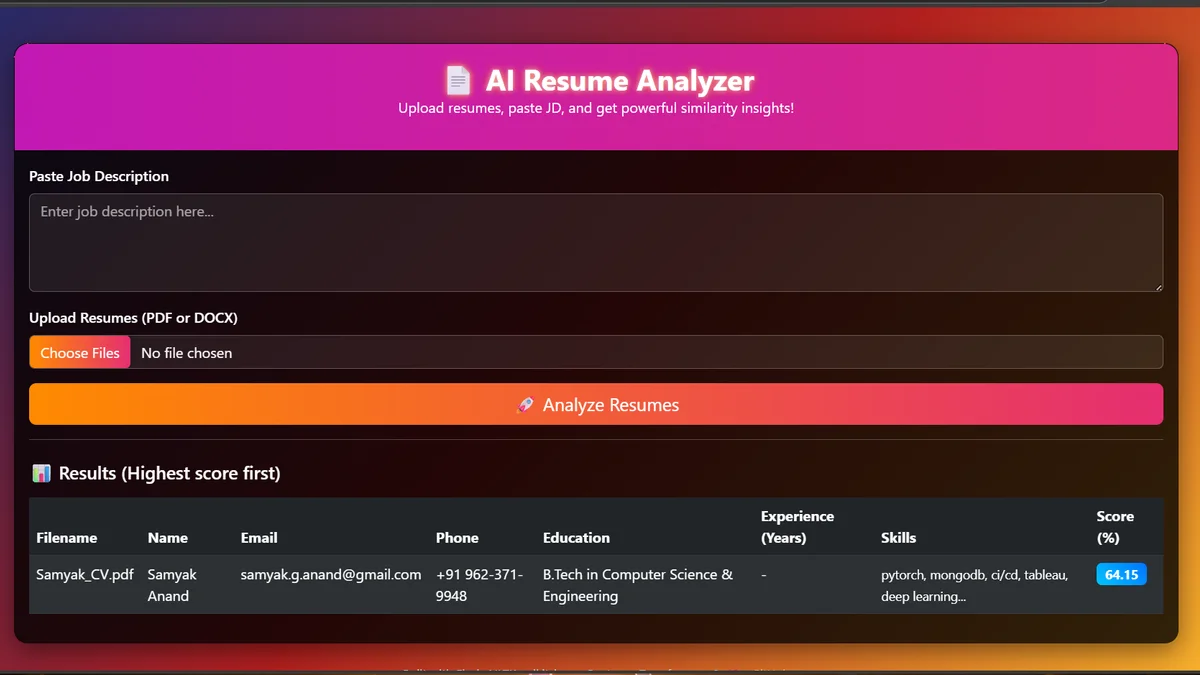 AI Resume Analyzer
Upload resumes, paste JD, and get powerful similarity insights!
Paste Job Description
Enter job description here...
Upload Resumes (PDF or DOCX)
Choose Files No file chosen
Analyze Resumes
Results (Highest score first)
Filename Name Email Phone Education Experience (Years) Skills Score (%)
Samyak_CV.pdf Samyak Anand samyak.g.anand@gmail.com +91 962-371-9948 B.Tech in Computer Science & Engineering - pytorch, mongodb, ci/cd, tableau, deep learning... 64.15